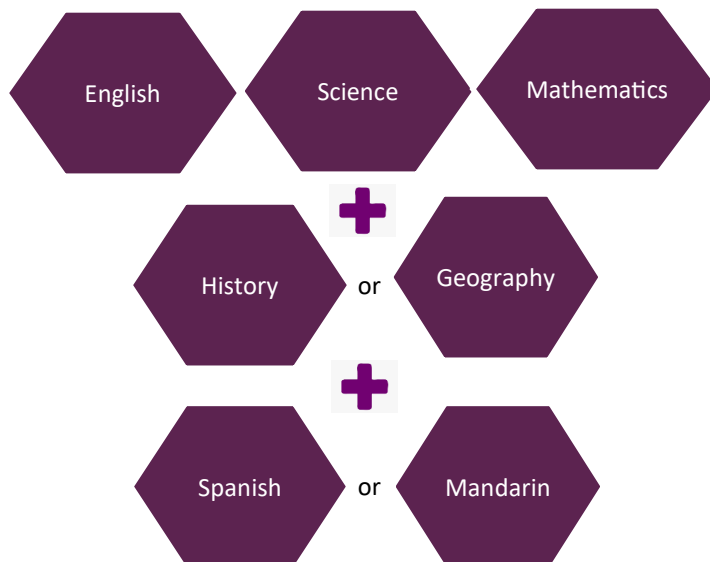 English Science Mathematics
History or Geography
Spanish or Mandarin